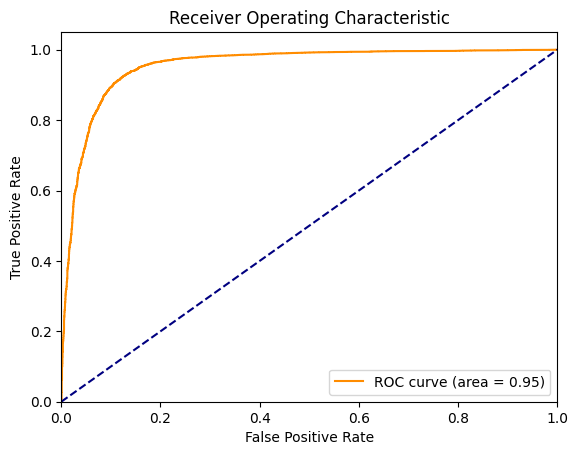 Receiver Operating Characteristic
True Positive Rate
1.0
0.8
0.6
0.4
0.2
0.0
ROC curve (area = 0.95)
0.0 0.2 0.4 0.6 0.8 1.0
False Positive Rate